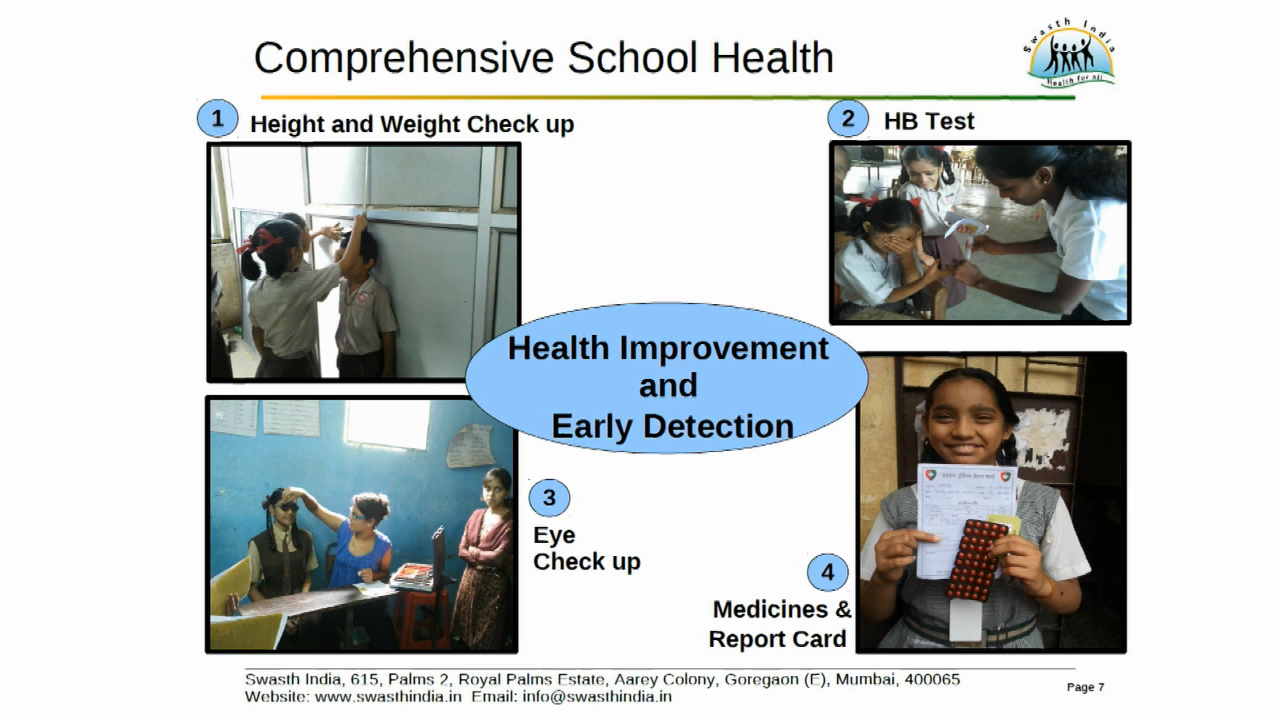 Comprehensive School Health
Swasth India
Health for all
1
Height and Weight Check up
2
HB Test
Health Improvement
and
Early Detection
3
Eye
Check up
4
Medicines &
Report Card
Swasth India, 615, Palms 2, Royal Palms Estate, Aarey Colony, Goregaon (E), Mumbai, 400065
Website: www.swasthindia.in Email: info@swasthindia.in
Page 7